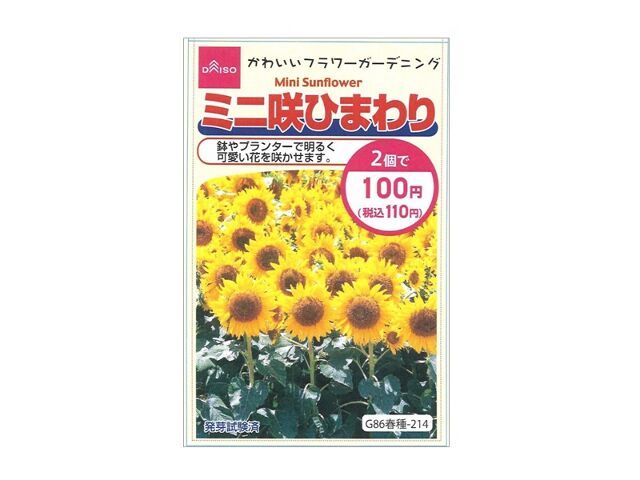 DAISO
かわいいフラワーガーデニング
Mini Sunflower
ミニ咲ひまわり
鉢やプランターで明るく
可愛い花を咲かせます。
2個で
100円
(税込110円)
発芽試験済
G86春種-214